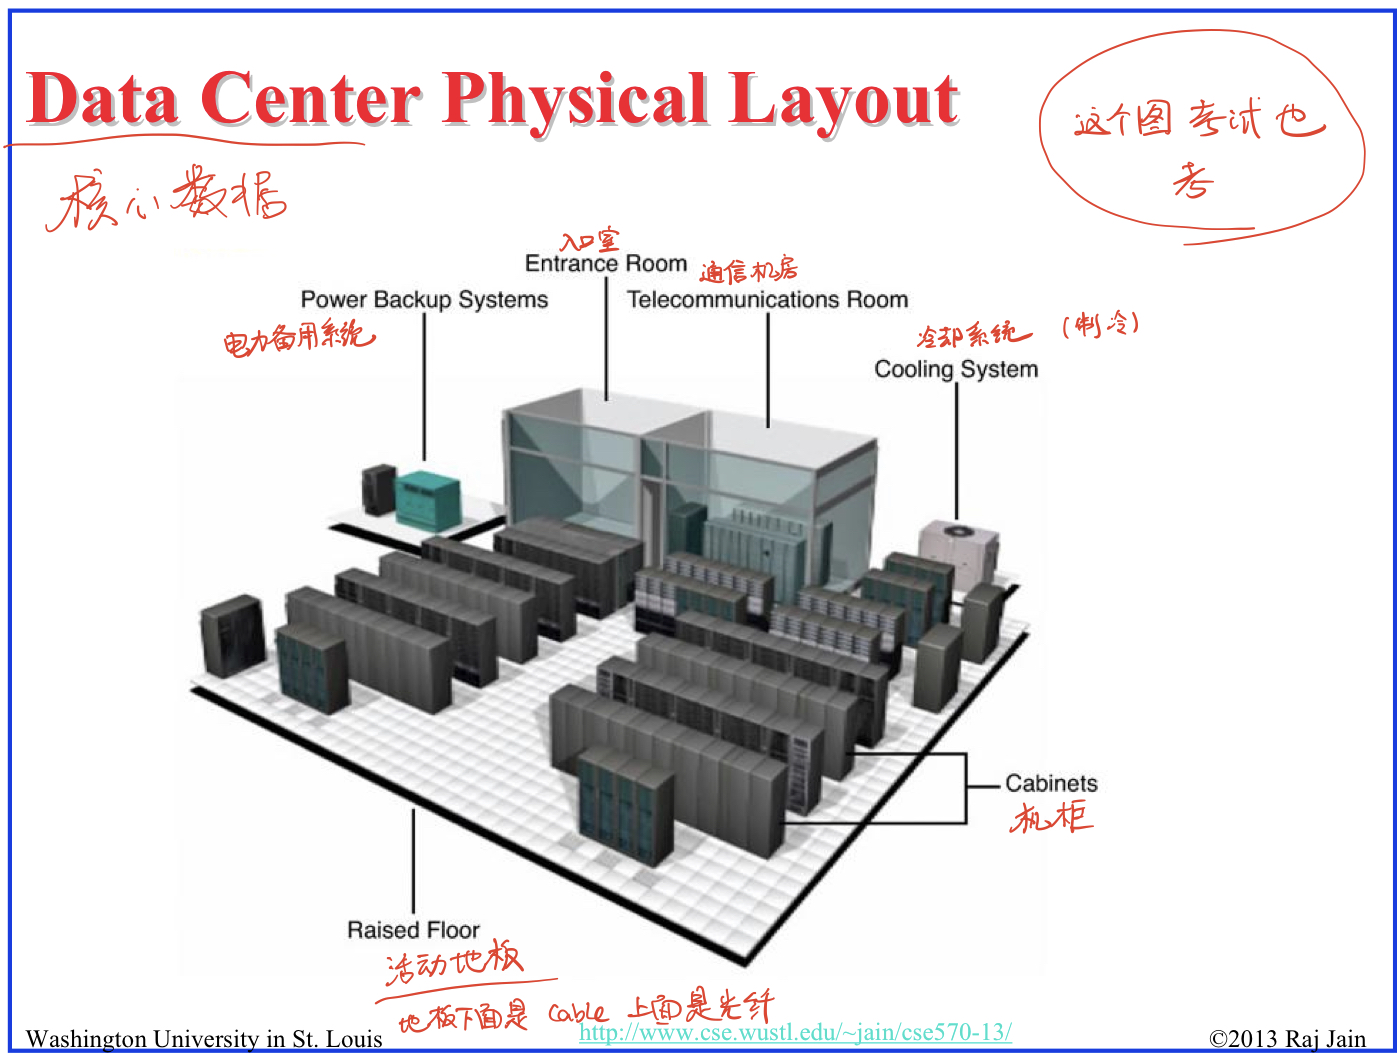 Data Center Physical Layout
这个图考试也
考
核心数据
入口室
Entrance Room
通信机房
Power Backup Systems
Telecommunications Room
电力备用系统
冷却系统 (制冷)
Cooling System
Cabinets
机柜
Raised Floor
活动地板
地板下面是 Cable 上面是光纤
Washington University in St. Louis
http://www.cse.wustl.edu/~jain/cse570-13/
©2013 Raj Jain